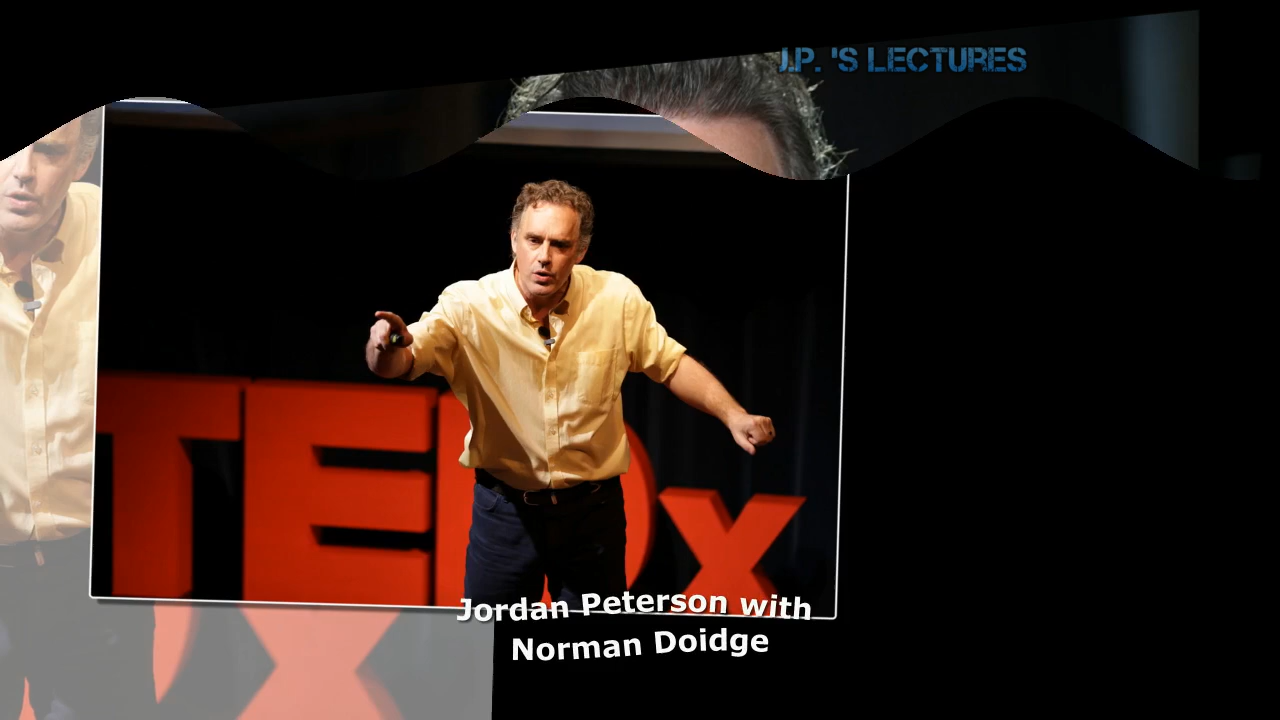 J.P. 'S LECTURES
TEDx
Jordan Peterson with
Norman Doidge